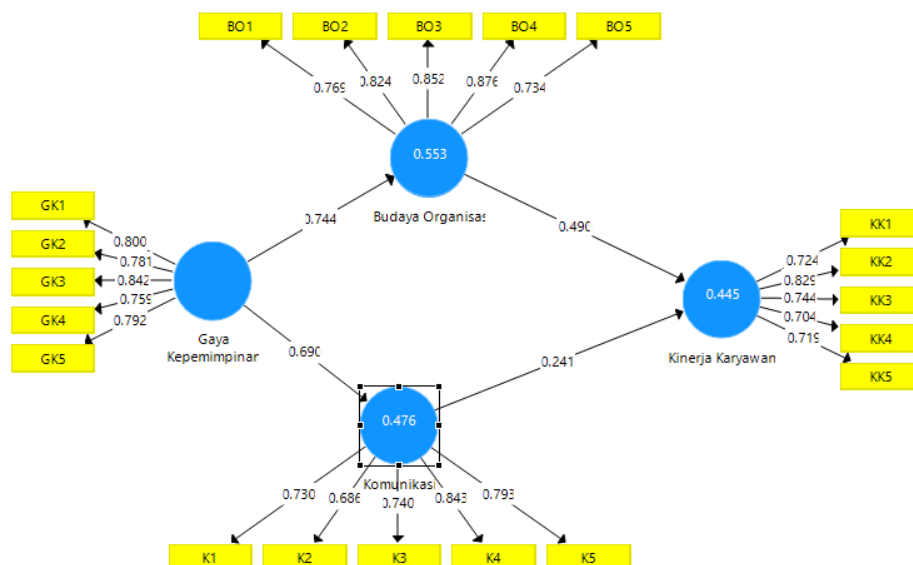 BO1 BO2 BO3 BO4 BO5
0.769 0.824 0.852 0.876 0.734
0.553
Budaya Organisas
GK1
GK2
GK3
GK4
GK5
0.800
0.781
0.842
0.759
0.792
Gaya
Kepemimpinan
0.744
0.690
0.490
0.241
KK1
KK2
KK3
KK4
KK5
0.724
0.829
0.744
0.704
0.719
0.445
Kinerja Karyawan
0.476
Komunikasi
0.730 0.686 0.740 0.843 0.793
K1 K2 K3 K4 K5